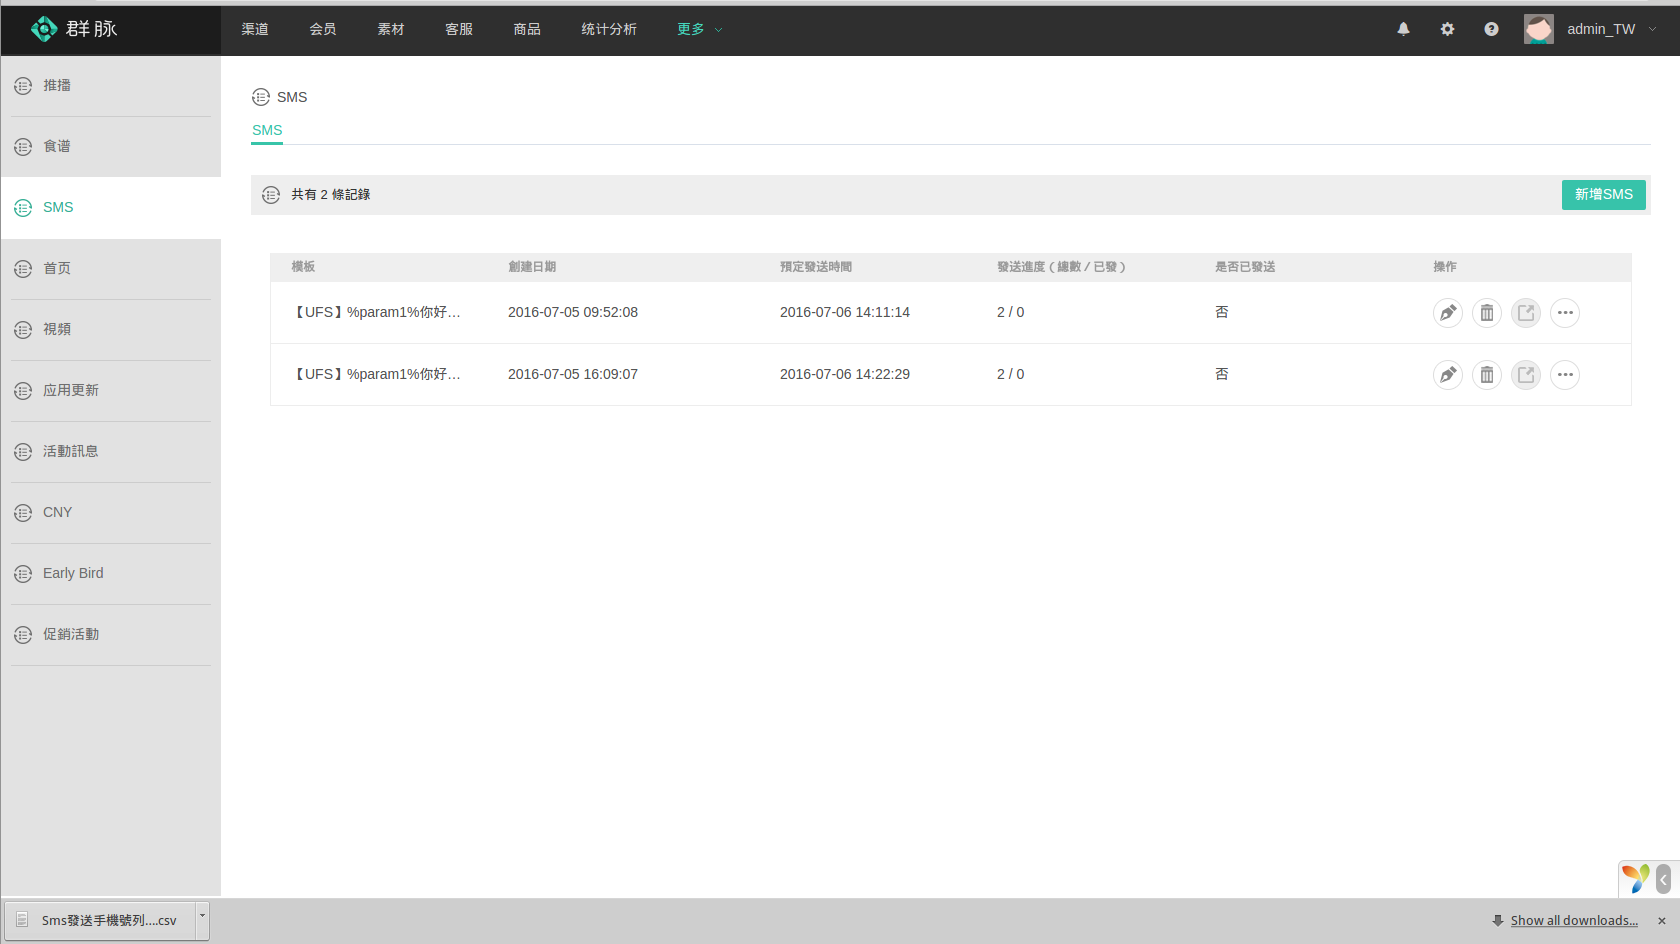 群脉 渠道 会员 素材 客服 商品 统计分析 更多 admin_TW
推播
食谱
SMS
首页
視頻
应用更新
活動訊息
CNY
Early Bird
促銷活動
SMS
SMS
共有 2 條記錄 新增SMS
模板 創建日期 預定發送時間 發送進度 ( 總數 / 已發 ) 是否已發送 操作
【UFS】%param1%你好… 2016-07-05 09:52:08 2016-07-06 14:11:14 2 / 0 否
【UFS】%param1%你好… 2016-07-05 16:09:07 2016-07-06 14:22:29 2 / 0 否
Sms發送手機號列....csv Show all downloads...